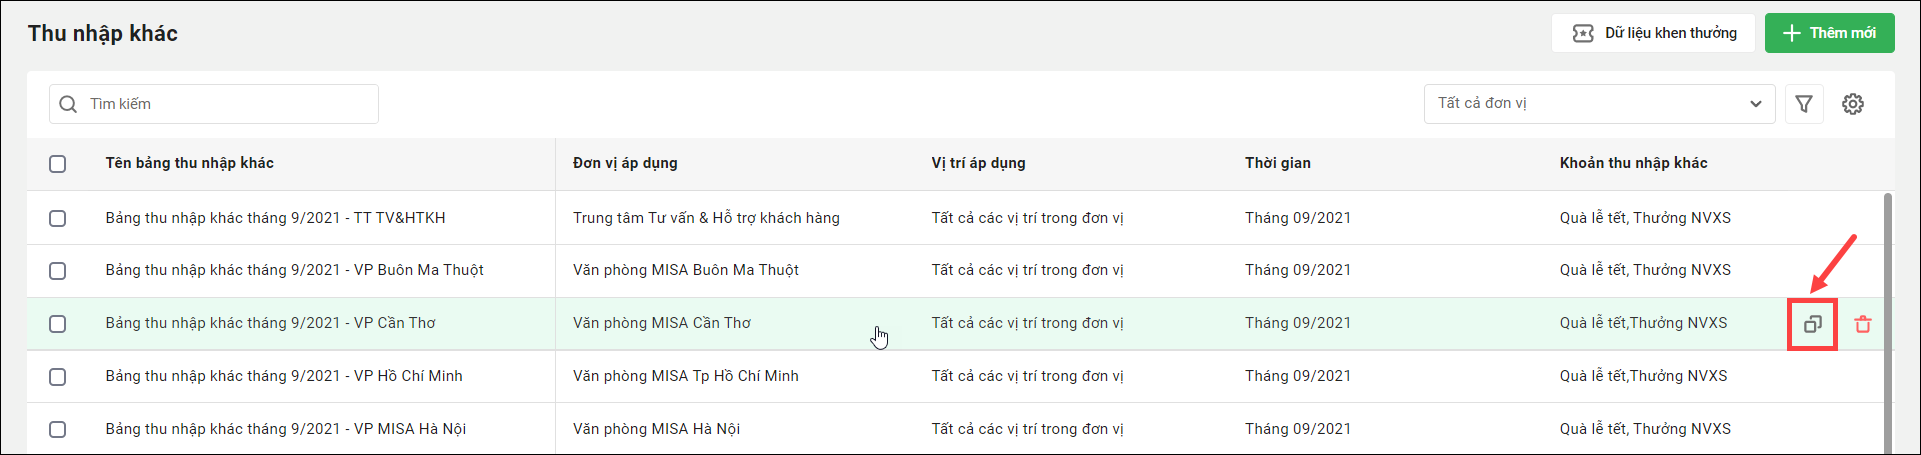 Thu nhập khác
Dữ liệu khen thưởng
Thêm mới
Tìm kiếm
Tất cả đơn vị
Tên bảng thu nhập khác Đơn vị áp dụng Vị trí áp dụng Thời gian Khoản thu nhập khác
Bảng thu nhập khác tháng 9/2021 - TT TV&HTKH Trung tâm Tư vấn & Hỗ trợ khách hàng Tất cả các vị trí trong đơn vị Tháng 09/2021 Quà lễ tết, Thưởng NVXS
Bảng thu nhập khác tháng 9/2021 - VP Buôn Ma Thuột Văn phòng MISA Buôn Ma Thuột Tất cả các vị trí trong đơn vị Tháng 09/2021 Quà lễ tết, Thưởng NVXS
Bảng thu nhập khác tháng 9/2021 - VP Cần Thơ Văn phòng MISA Cần Thơ Tất cả các vị trí trong đơn vị Tháng 09/2021 Quà lễ tết,Thưởng NVXS
Bảng thu nhập khác tháng 9/2021 - VP Hồ Chí Minh Văn phòng MISA Tp Hồ Chí Minh Tất cả các vị trí trong đơn vị Tháng 09/2021 Quà lễ tết,Thưởng NVXS
Bảng thu nhập khác tháng 9/2021 - VP MISA Hà Nội Văn phòng MISA Hà Nội Tất cả các vị trí trong đơn vị Tháng 09/2021 Quà lễ tết, Thưởng NVXS